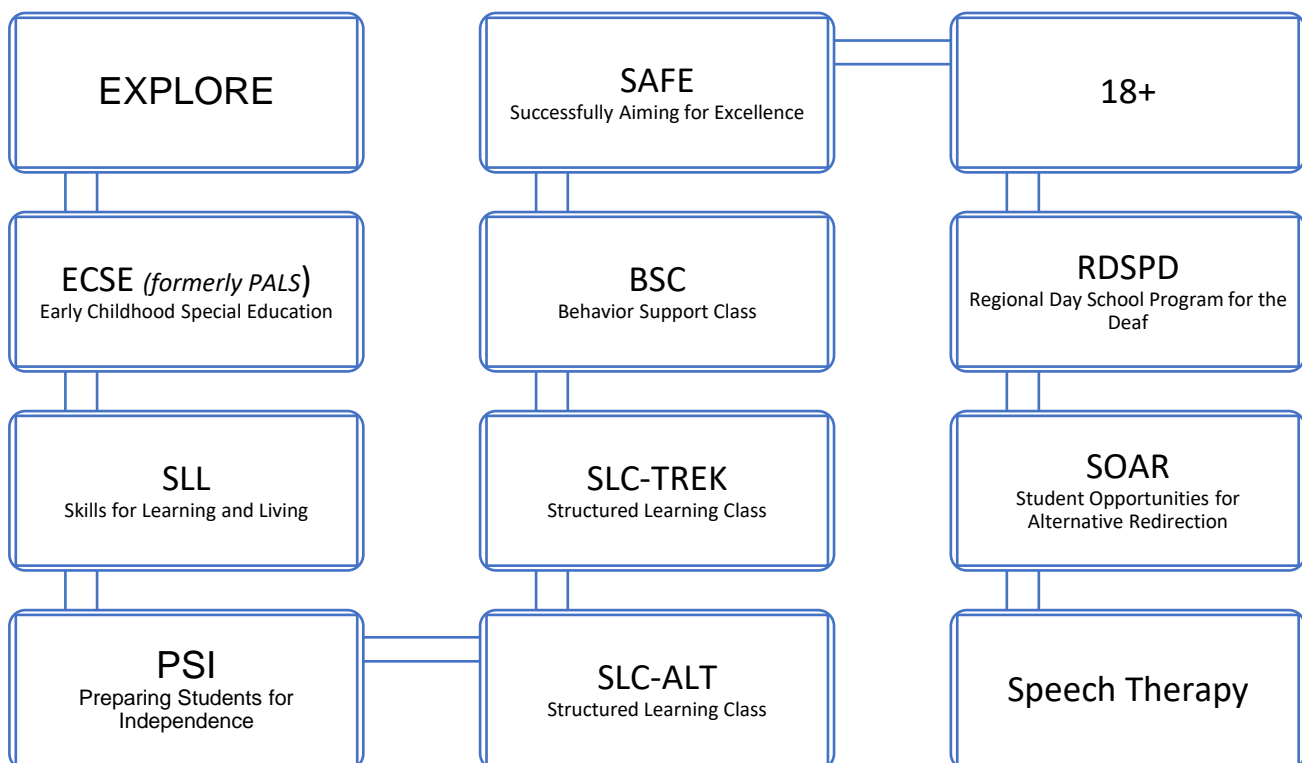 EXPLORE
ECSE (formerly PALS)
Early Childhood Special Education
SLL
Skills for Learning and Living
PSI
Preparing Students for
Independence
SLC-ALT
Structured Learning Class
SLC-TREK
Structured Learning Class
BSC
Behavior Support Class
SAFE
Successfully Aiming for Excellence
18+
RDSPD
Regional Day School Program for the
Deaf
SOAR
Student Opportunities for
Alternative Redirection
Speech Therapy